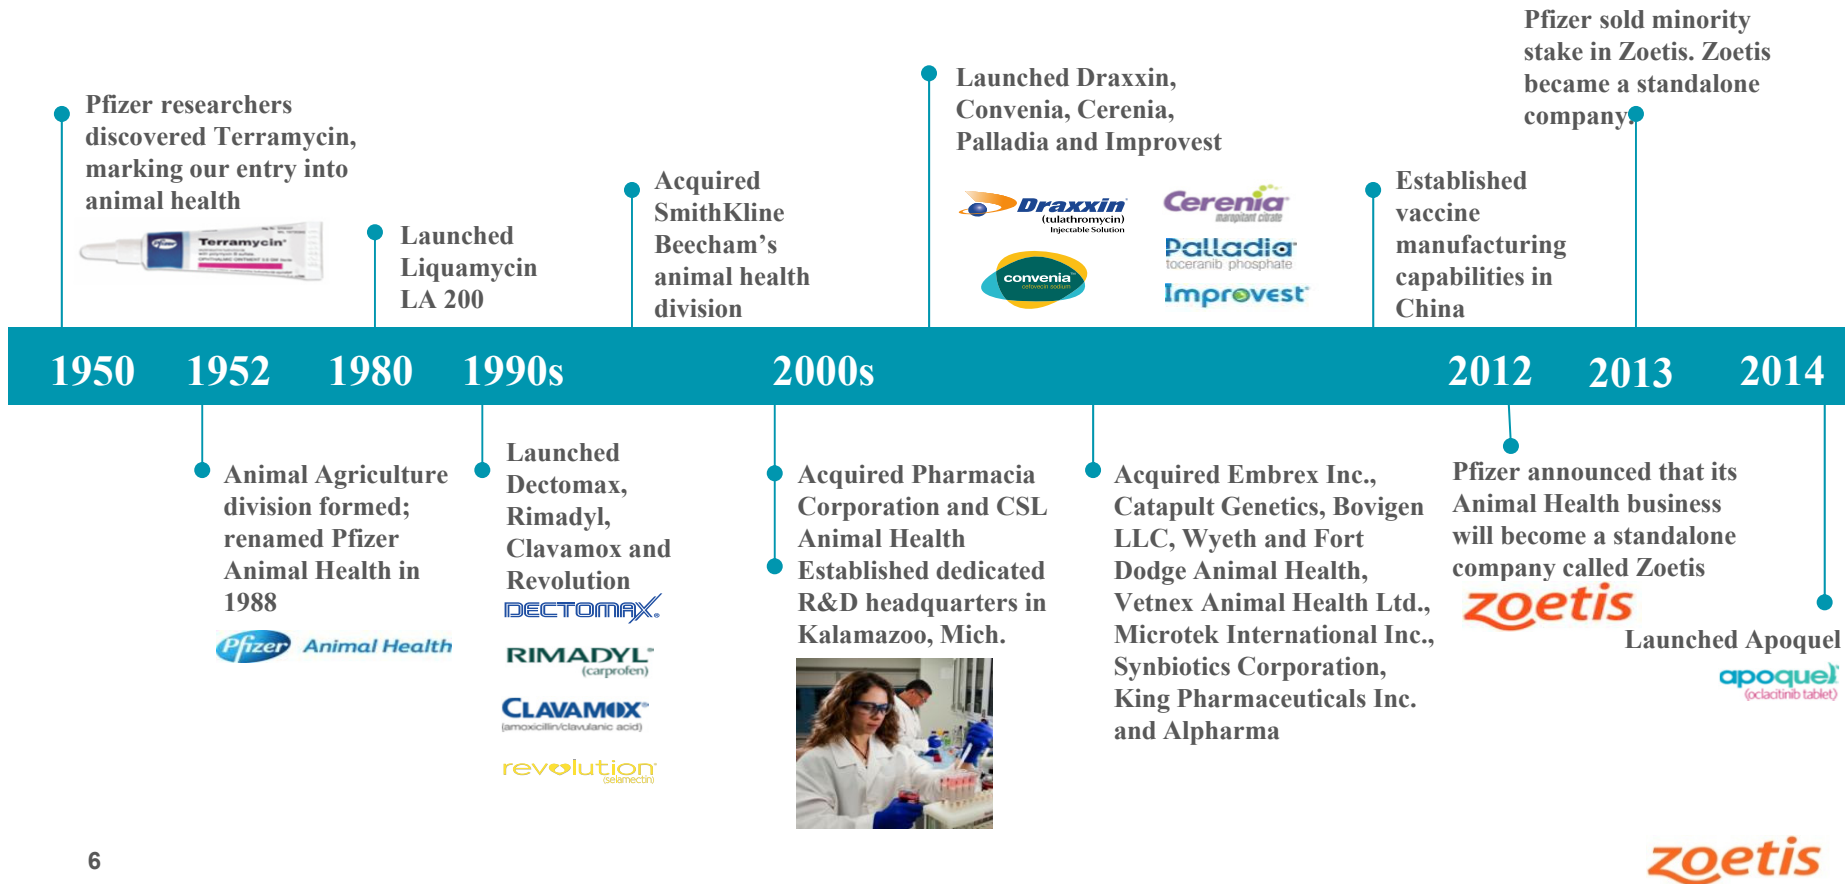 Pfizer researchers
discovered Terramycin,
marking our entry into
animal health
Terramycin
Launched
Liquamycin
LA 200
Acquired
SmithKline
Beecham’s
animal health
division
Launched Draxxin,
Convenia, Cerenia,
Palladia and Improvest
Draxxin
(tulathromycin)
Injectable Solution
convenia
cefovecin sodium
Cerenia
maropitant citrate
Palladia
toceranib phosphate
Improvest
Established
vaccine
manufacturing
capabilities in
China
Pfizer sold minority
stake in Zoetis. Zoetis
became a standalone
company.
1950 1952 1980 1990s 2000s 2012 2013 2014
Animal Agriculture
division formed;
renamed Pfizer
Animal Health in
1988
Pfizer Animal Health
Launched
Dectomax,
Rimadyl,
Clavamox and
Revolution
DECTOMAX®
RIMADYL®
(carprofen)
CLAVAMOX®
(amoxicillin/clavulanic acid)
revolution
(selamectin)
Acquired Pharmacia
Corporation and CSL
Animal Health
Established dedicated
R&D headquarters in
Kalamazoo, Mich.
Acquired Embrex Inc.,
Catapult Genetics, Bovigen
LLC, Wyeth and Fort
Dodge Animal Health,
Vetnex Animal Health Ltd.,
Microtek International Inc.,
Synbiotics Corporation,
King Pharmaceuticals Inc.
and Alpharma
Pfizer announced that its
Animal Health business
will become a standalone
company called Zoetis
zoetis
Launched Apoquel
apoquel
(oclacitinib tablet)
6
zoetis